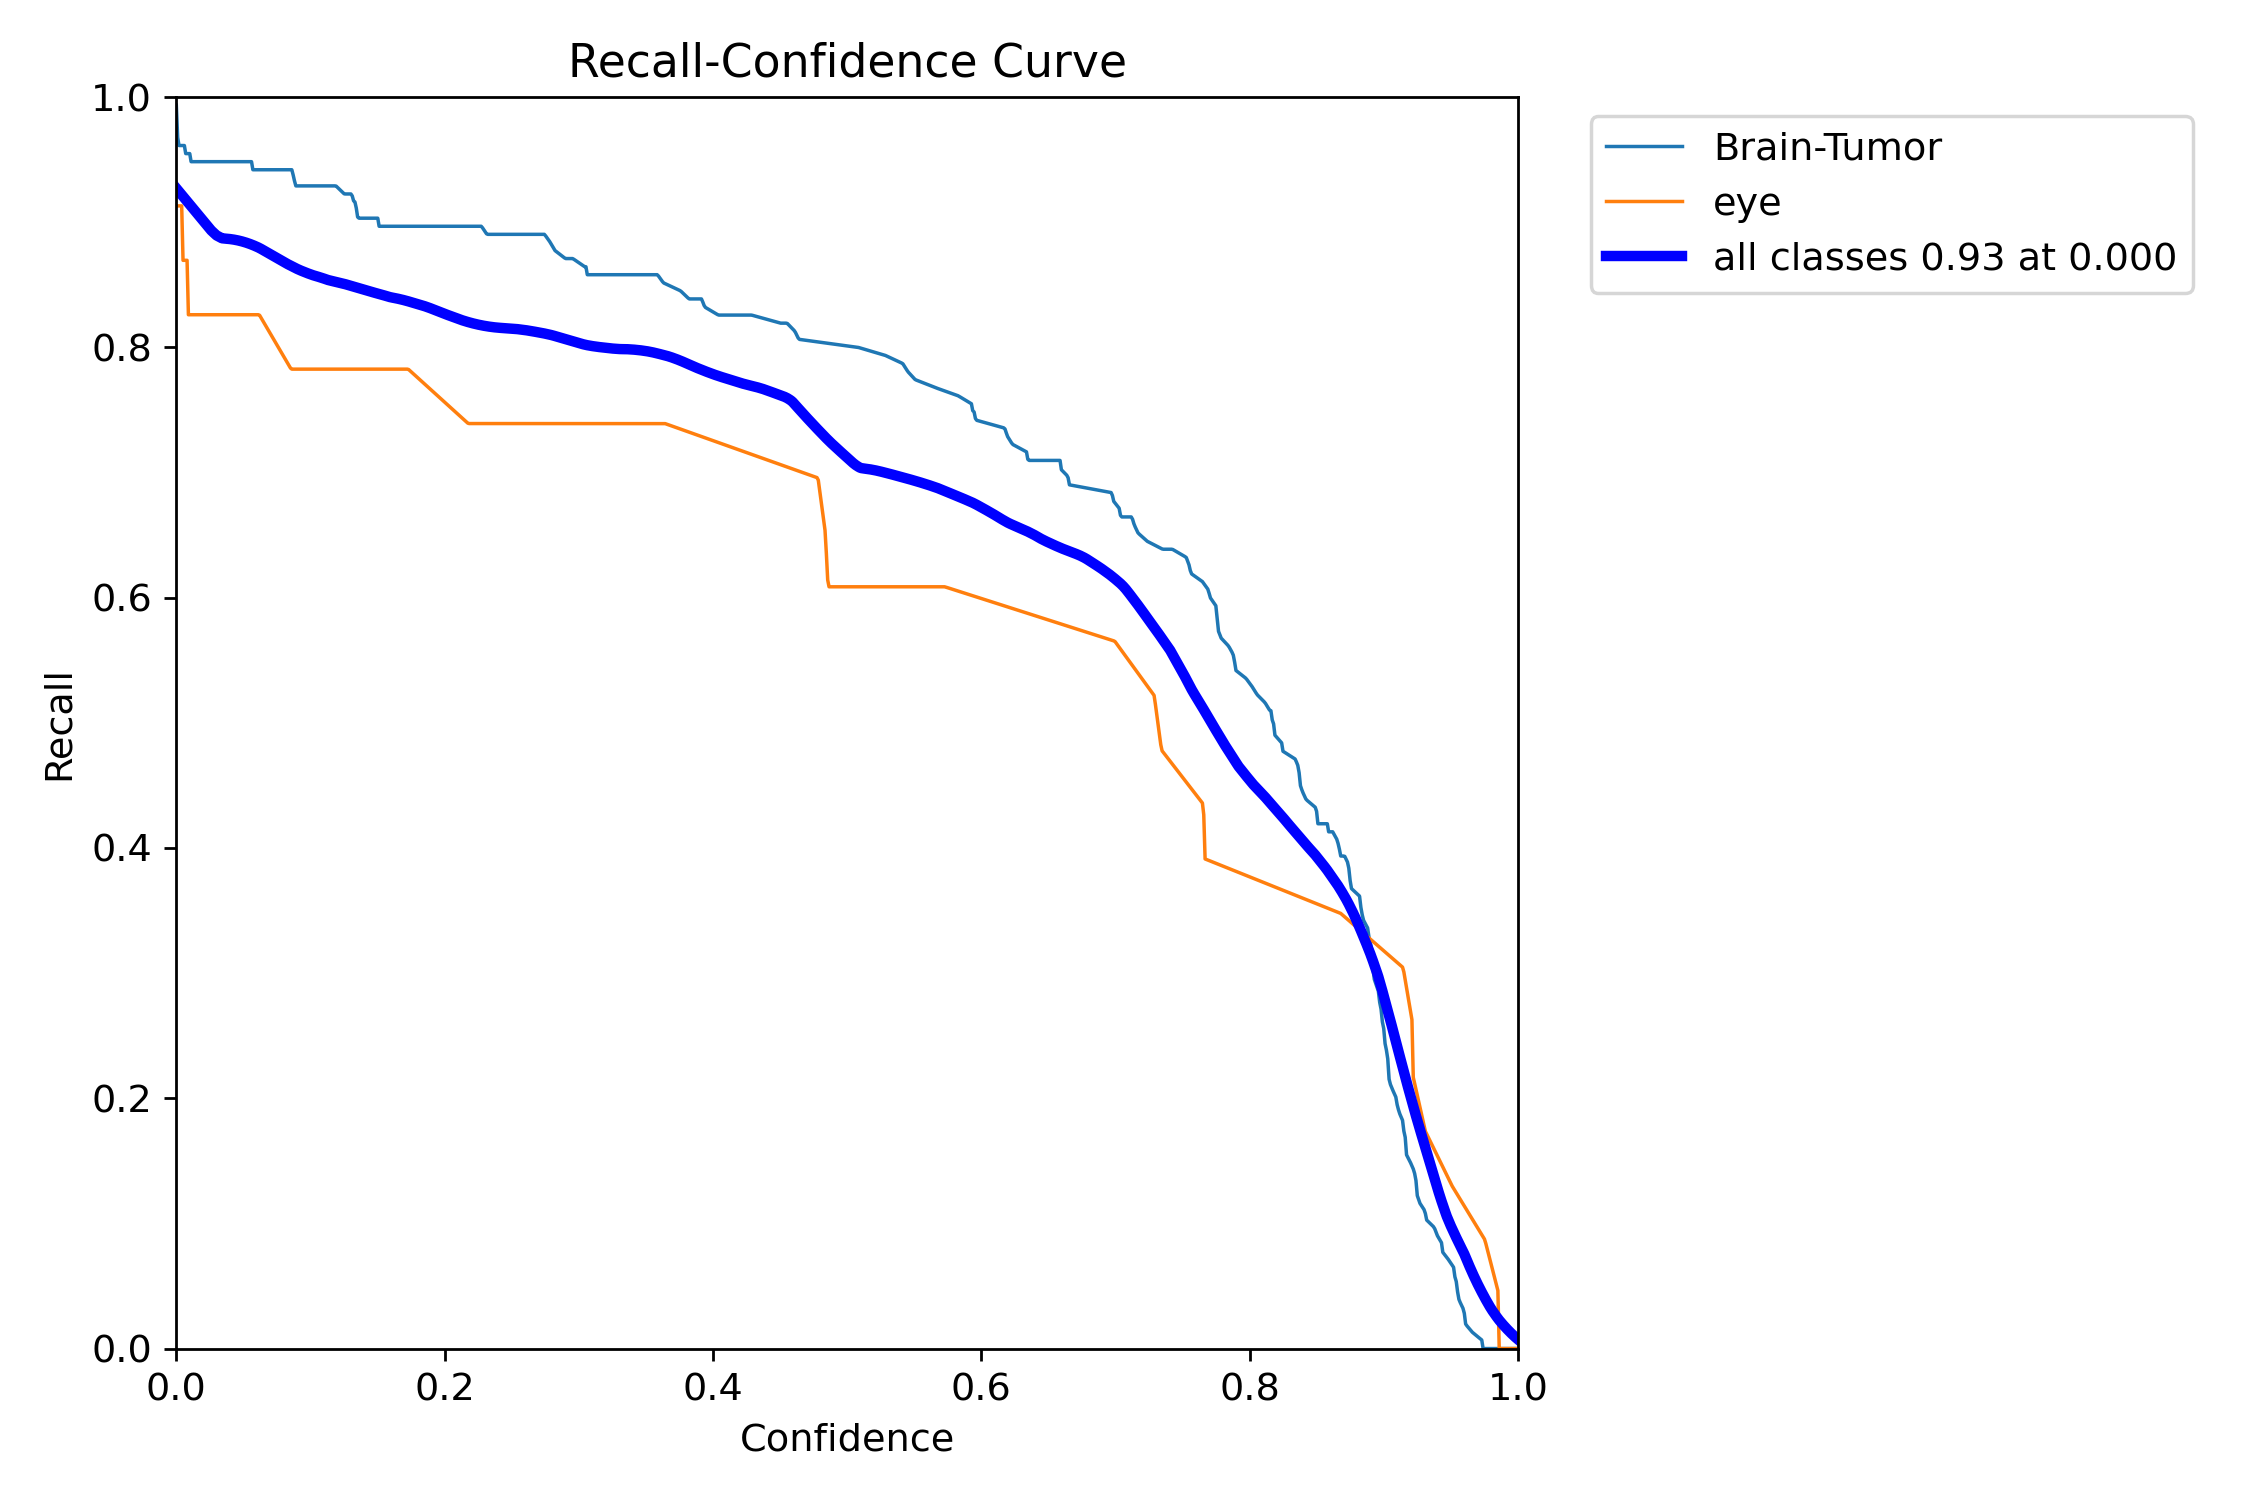 Recall-Confidence Curve
1.0
0.8
0.6
0.4
0.2
0.0
Recall
0.0 0.2 0.4 0.6 0.8 1.0
Confidence
Brain-Tumor
eye
all classes 0.93 at 0.000